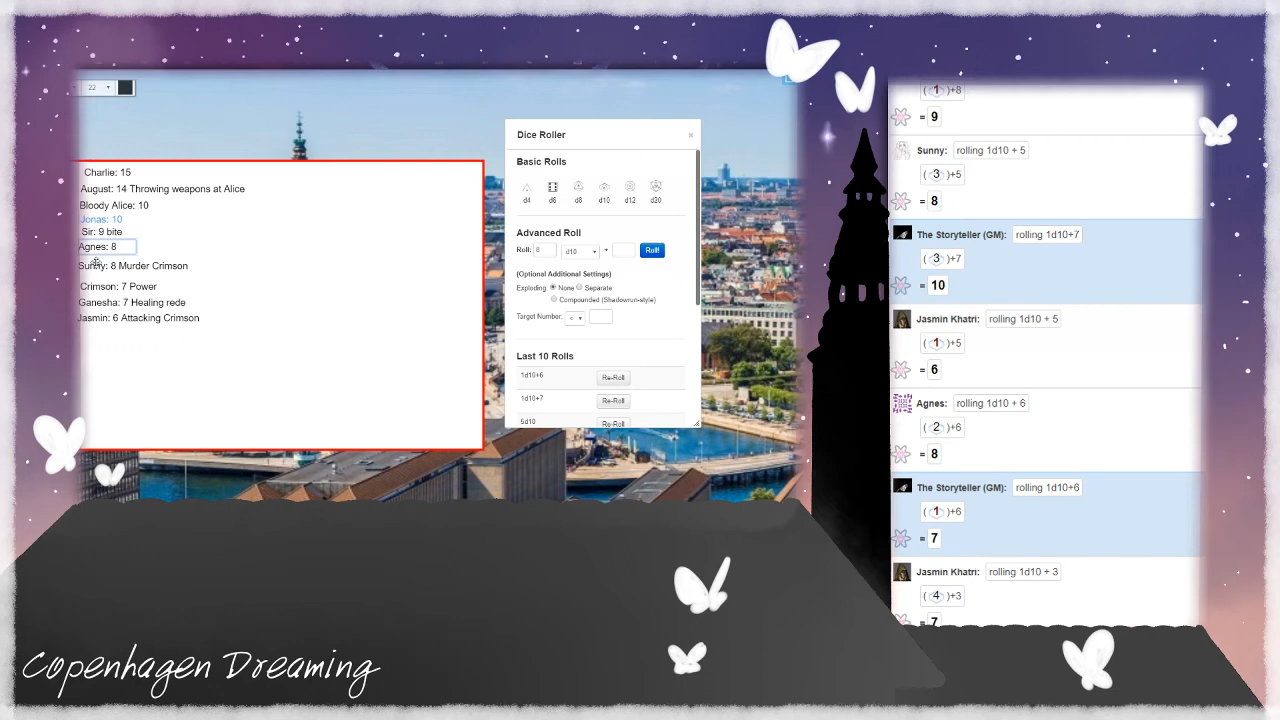 22
Charlie: 15
August: 14 Throwing weapons at Alice
Bloody Alice: 10
Jonas: 10
Sir: 9 bite
Agnes: 8
Sunny: 8 Murder Crimson
Crimson: 7 Power
Ganesha: 7 Healing rede
Jasmin: 6 Attacking Crimson
Dice Roller
×
Basic Rolls
d4 d6 d8 d10 d12 d20
Advanced Roll
Roll: 8 d10 + Roll!
(Optional Additional Settings)
Exploding None Separate
Compounded (Shadowrun-style)
Target Number: <
Last 10 Rolls
1d10+6 Re-Roll
1d10+7 Re-Roll
5d10 Re-Roll
(1)+8
= 9
Sunny: rolling 1d10 + 5
(3)+5
= 8
The Storyteller (GM): rolling 1d10+7
(3)+7
= 10
Jasmin Khatri: rolling 1d10 + 5
(1)+5
= 6
Agnes: rolling 1d10 + 6
(2)+6
= 8
The Storyteller (GM): rolling 1d10+6
(1)+6
= 7
Jasmin Khatri: rolling 1d10 + 3
(4)+3
= 7
Copenhagen Dreaming